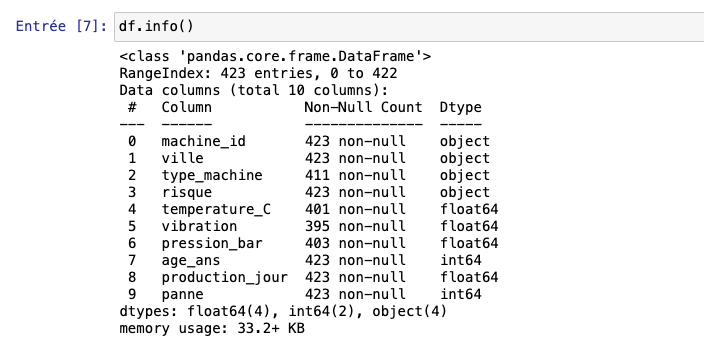 Entrée [7]: df.info()
<class 'pandas.core.frame.DataFrame'>
RangeIndex: 423 entries, 0 to 422
Data columns (total 10 columns):
 #   Column           Non-Null Count  Dtype
---  ------           --------------  -----
 0   machine_id       423 non-null    object
 1   ville            423 non-null    object
 2   type_machine     411 non-null    object
 3   risque           423 non-null    object
 4   temperature_C    401 non-null    float64
 5   vibration        395 non-null    float64
 6   pression_bar     403 non-null    float64
 7   age_ans          423 non-null    int64
 8   production_jour  423 non-null    float64
 9   panne            423 non-null    int64
dtypes: float64(4), int64(2), object(4)
memory usage: 33.2+ KB